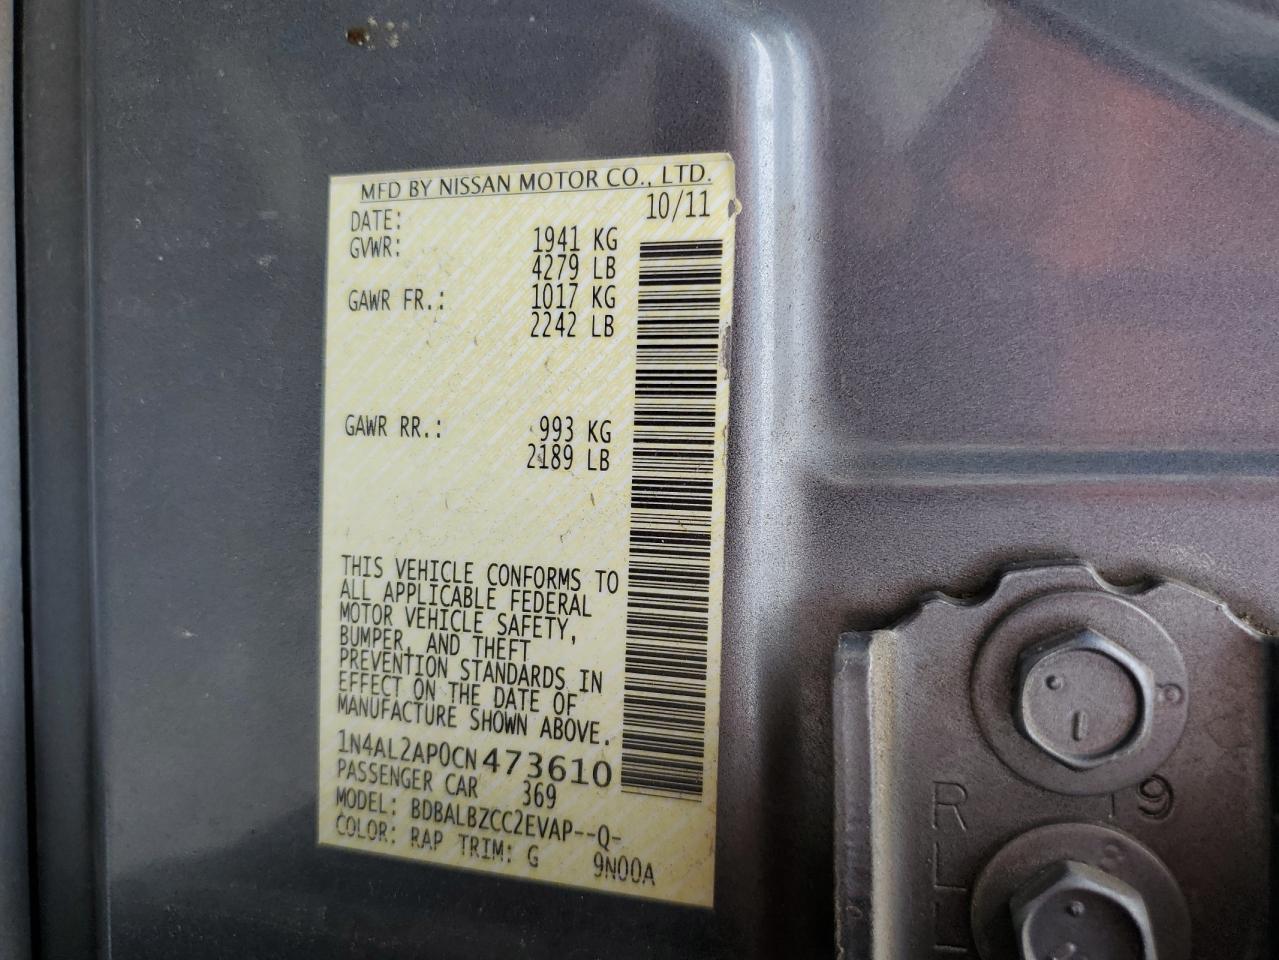 MFD BY NISSAN MOTOR CO., LTD.
DATE: 10/11
GVWR: 1941 KG
4279 LB
GAWR FR.: 1017 KG
2242 LB
GAWR RR.: 993 KG
2189 LB
THIS VEHICLE CONFORMS TO
ALL APPLICABLE FEDERAL
MOTOR VEHICLE SAFETY,
BUMPER, AND THEFT
PREVENTION STANDARDS IN
EFFECT ON THE DATE OF
MANUFACTURE SHOWN ABOVE.
1N4AL2AP0CN473610
PASSENGER CAR 369
MODEL: BDBALBZCC2EVAP--Q-
COLOR: RAP TRIM: G 9N00A
R 19
L